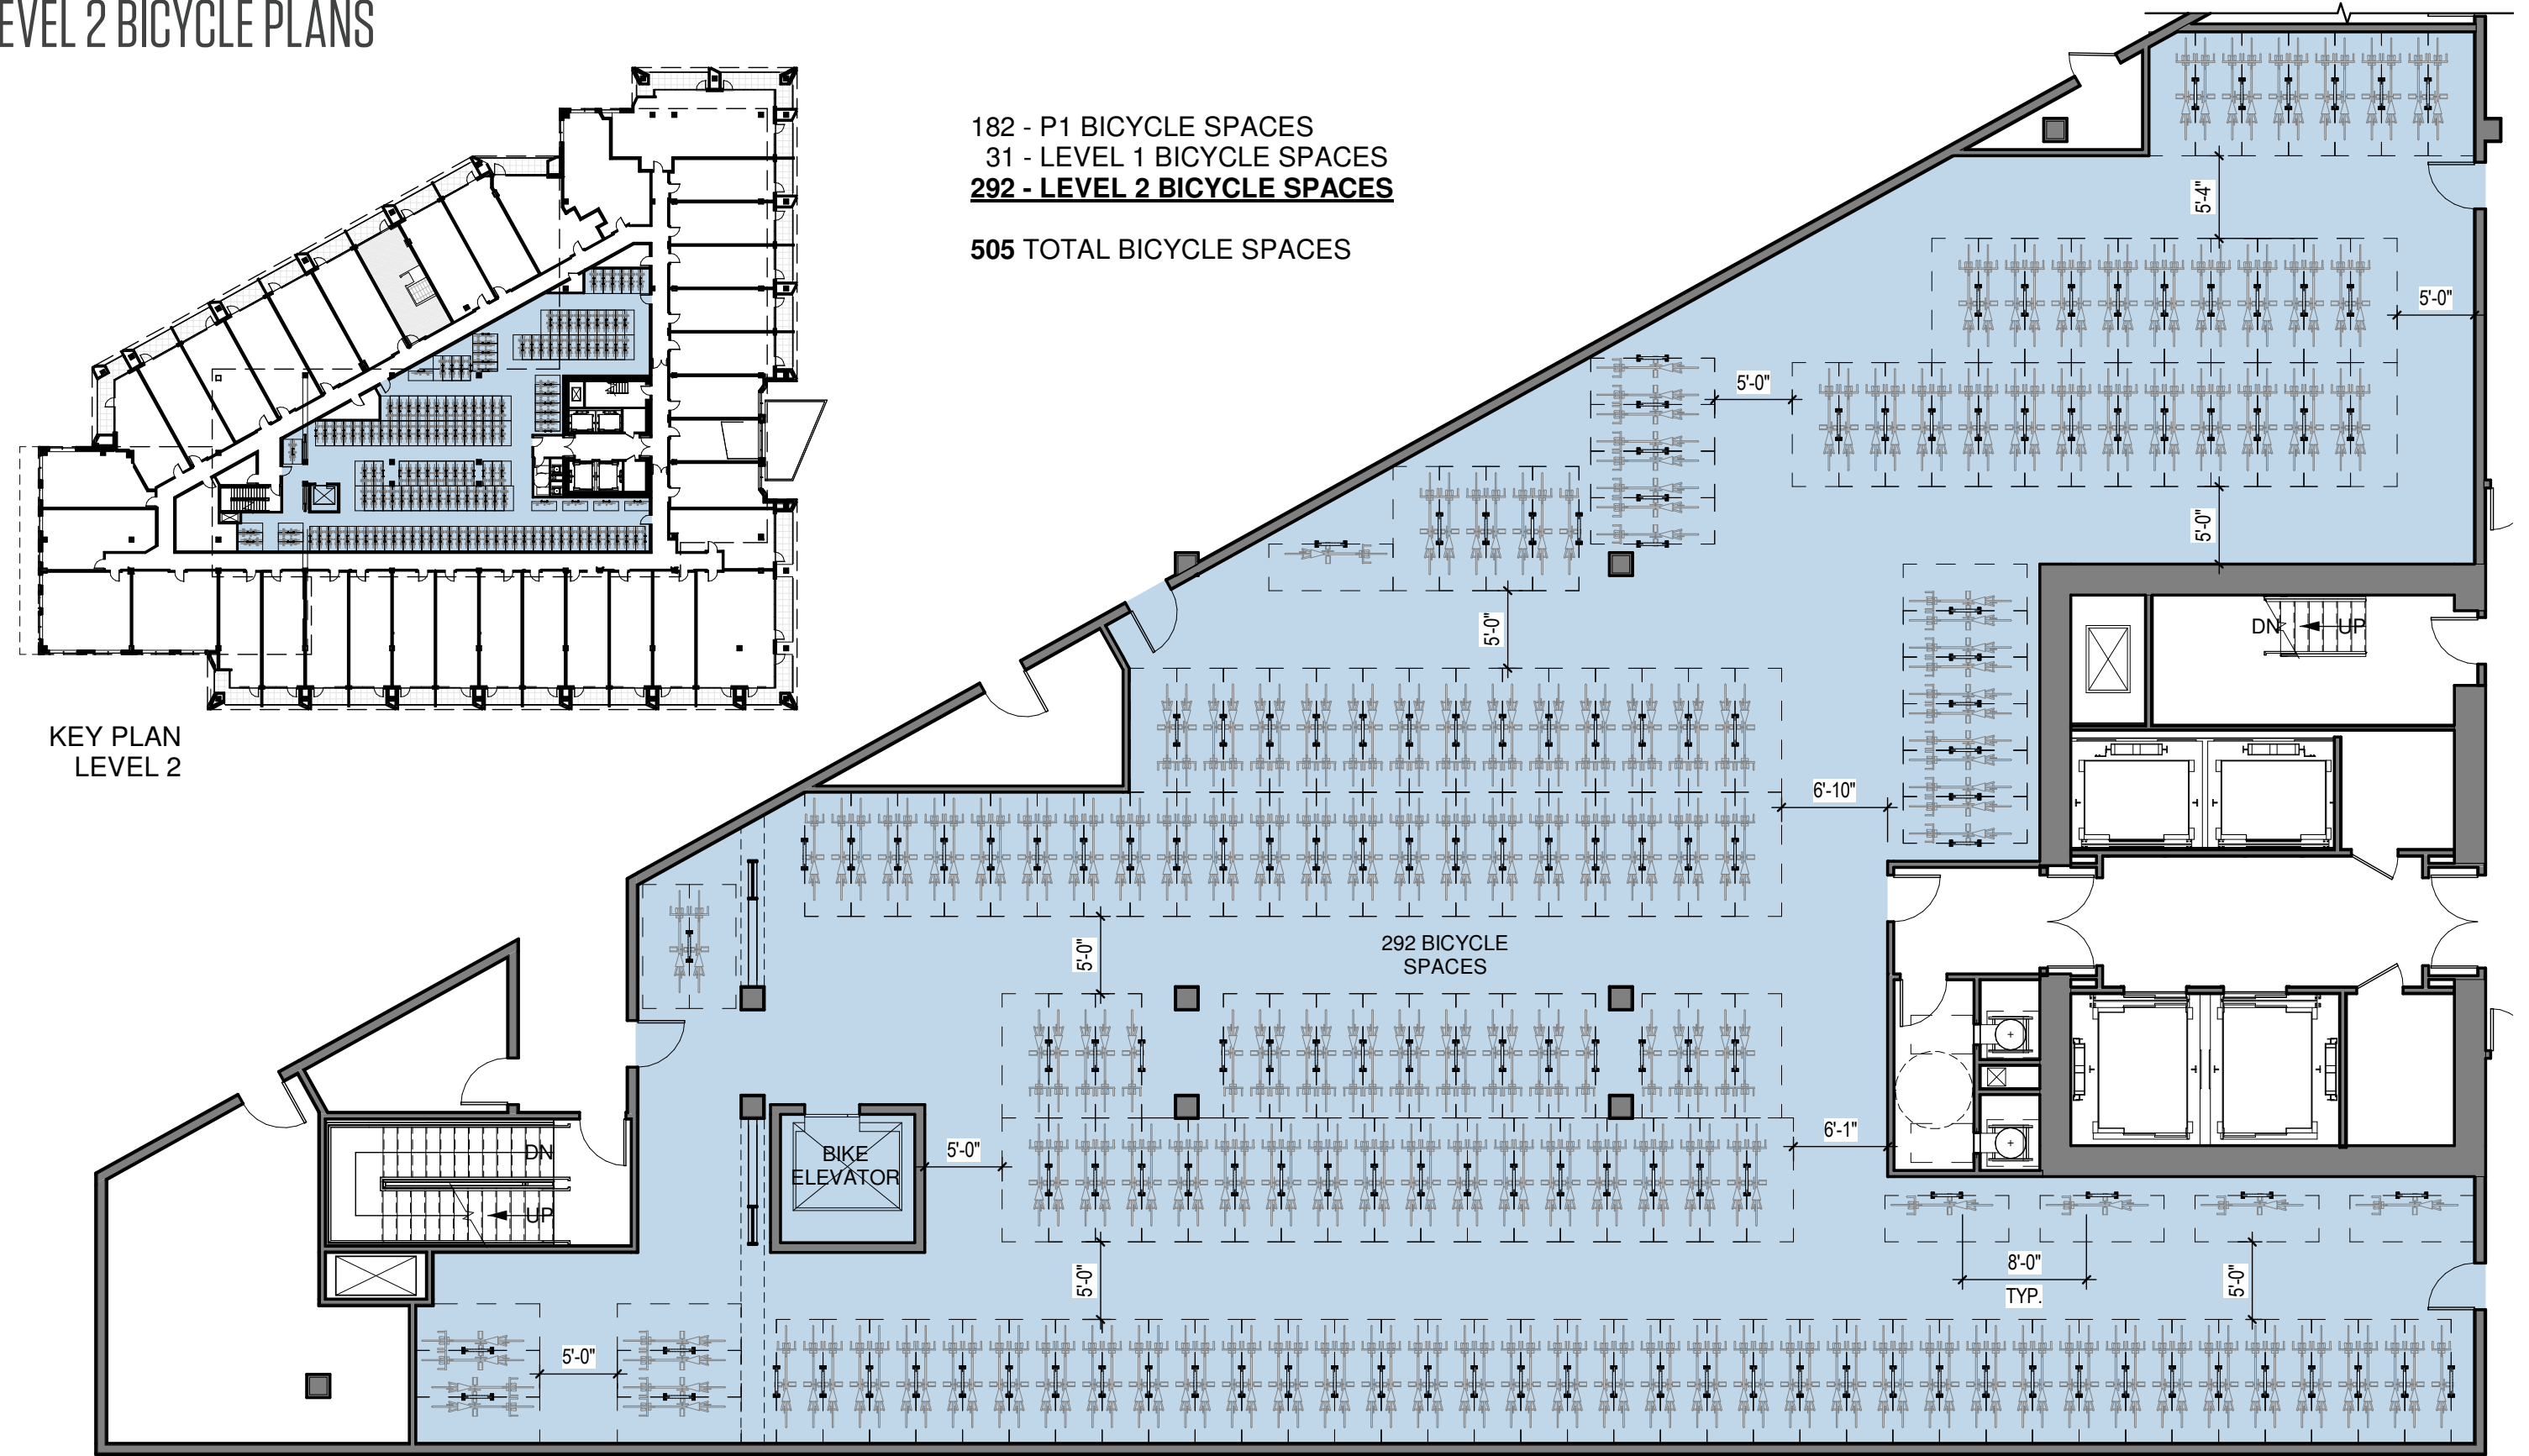 EVEL 2 BICYCLE PLANS
182 - P1 BICYCLE SPACES
31 - LEVEL 1 BICYCLE SPACES
292 - LEVEL 2 BICYCLE SPACES
505 TOTAL BICYCLE SPACES
KEY PLAN
LEVEL 2
5'-4"
5'-0"
5'-0"
5'-0"
5'-0"
DN
UP
6'-10"
5'-0"
292 BICYCLE
SPACES
BIKE
ELEVATOR
5'-0"
6'-1"
DN
UP
5'-0"
8'-0"
TYP.
5'-0"
5'-0"